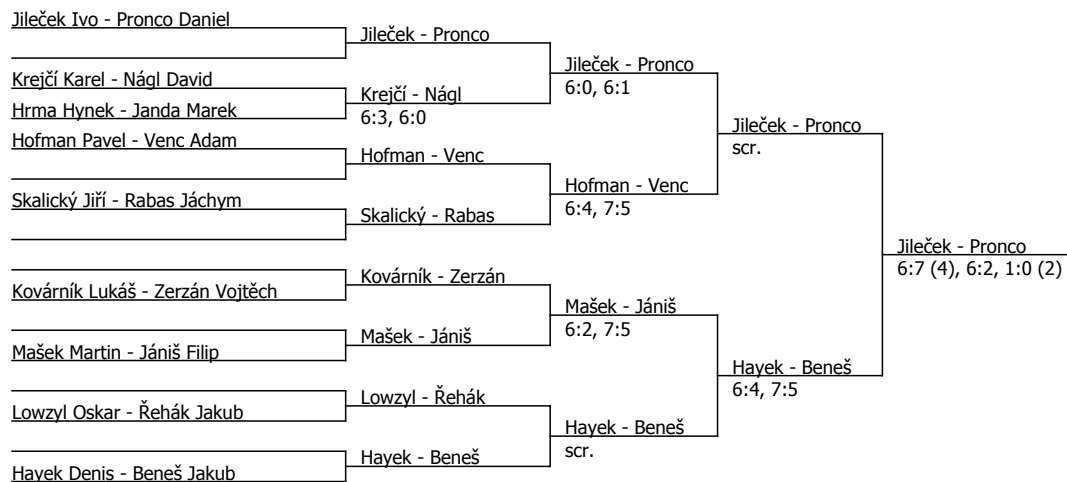 Jileček Ivo - Pronco Daniel
Krejčí Karel - Nágl David
Hrma Hynek - Janda Marek
Hofman Pavel - Venc Adam
Skalický Jiří - Rabas Jáchym
Kovárník Lukáš - Zerzán Vojtěch
Mašek Martin - Jániš Filip
Lowzyl Oskar - Řehák Jakub
Hayek Denis - Beneš Jakub
Jileček - Pronco
Krejčí - Nágl
6:3, 6:0
Hofman - Venc
Skalický - Rabas
Kovárník - Zerzán
Mašek - Jániš
Lowzyl - Řehák
Hayek - Beneš
Jileček - Pronco
6:0, 6:1
Hofman - Venc
6:4, 7:5
Mašek - Jániš
6:2, 7:5
Hayek - Beneš
scr.
Jileček - Pronco
scr.
Hayek - Beneš
6:4, 7:5
Jileček - Pronco
6:7 (4), 6:2, 1:0 (2)